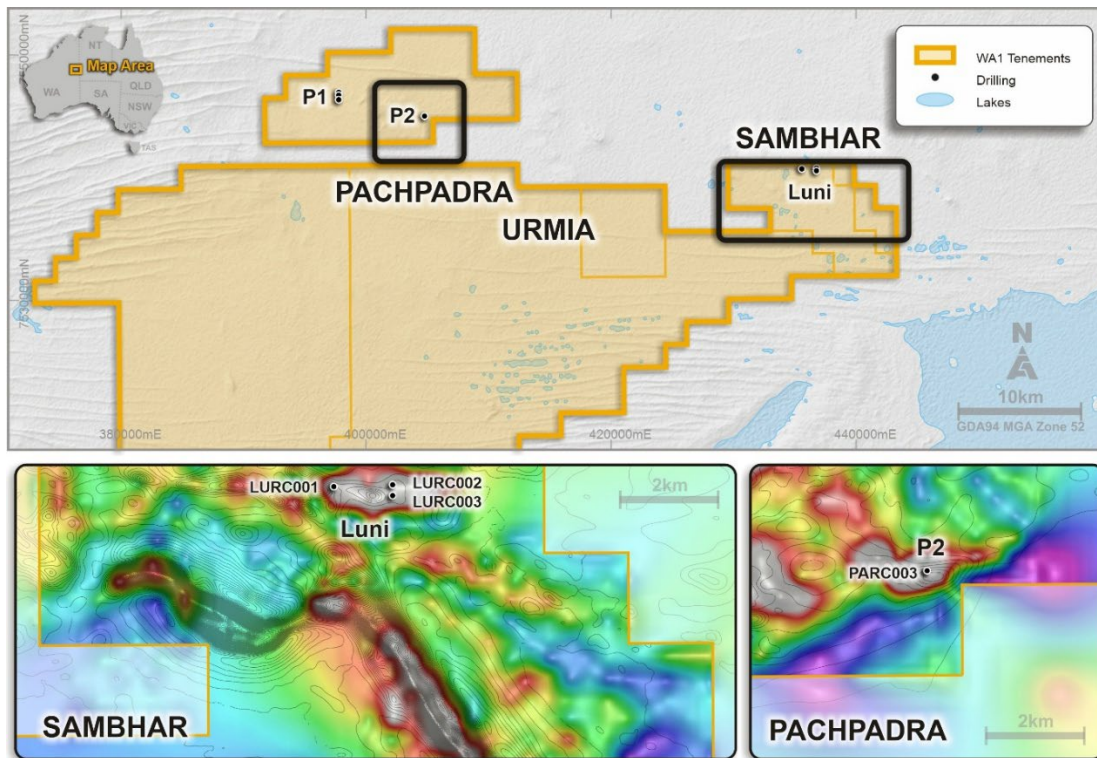 7650000mN
NT
Map Area
WA
QLD
SA
NSW
VIC
TAS
WA1 Tenements
Drilling
Lakes
P1
P2
SAMBHAR
Luni
PACHPADRA
URMIA
7630000mN
N
10km
GDA94 MGA Zone 52
380000mE
400000mE
420000mE
440000mE
LURC001
LURC002
LURC003
Luni
2km
SAMBHAR
P2
PARC003
PACHPADRA
2km